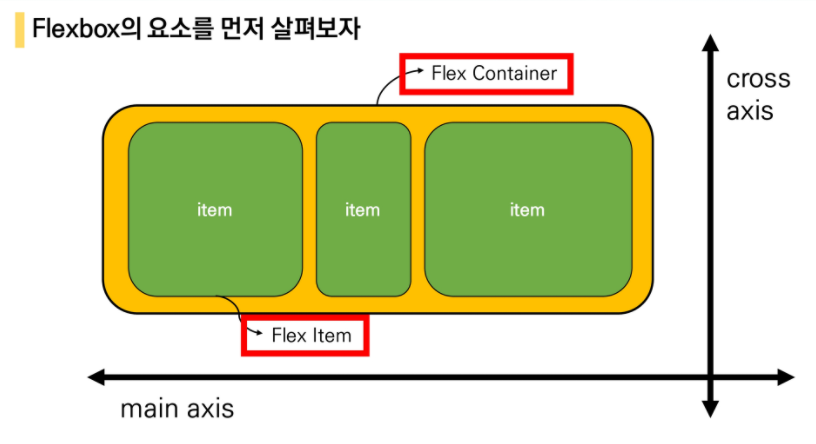 Flexbox의 요소를 먼저 살펴보자
Flex Container
cross
axis
item
item
item
Flex Item
main axis